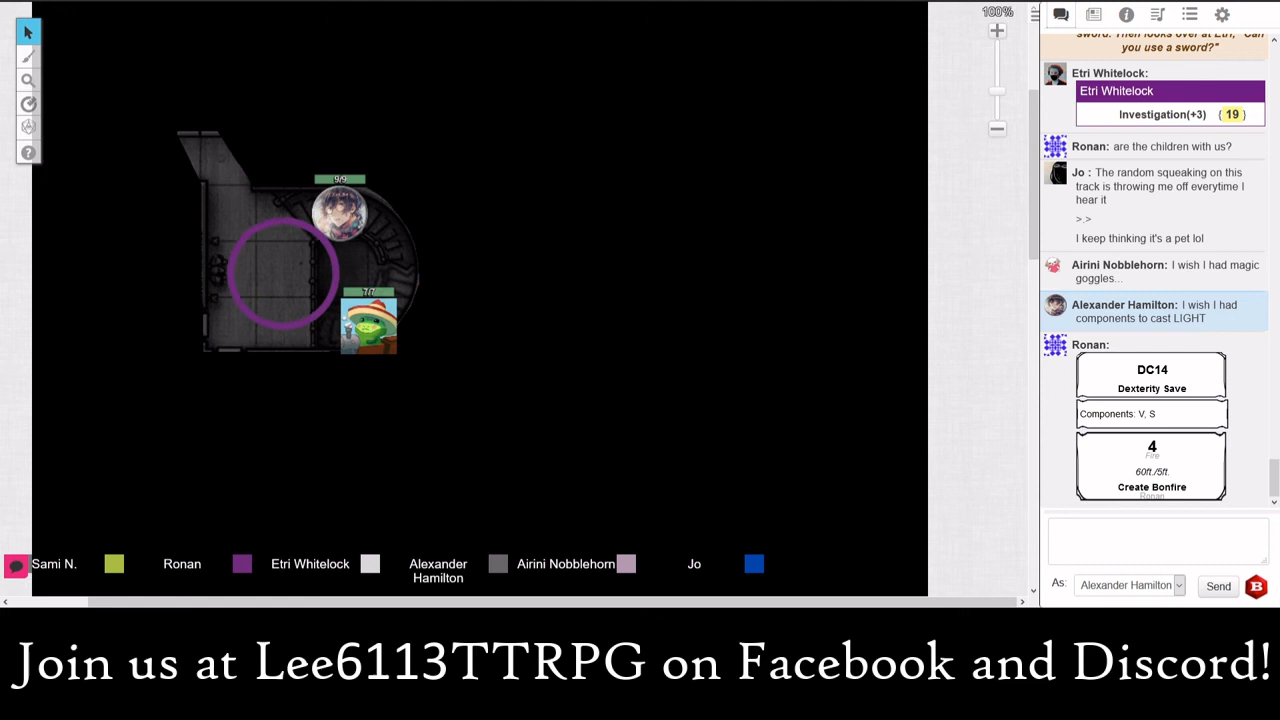 100%
sword. Then looks over at Etri, "Can
you use a sword?"
Etri Whitelock:
Etri Whitelock
Investigation(+3) (19)
Ronan: are the children with us?
Jo : The random squeaking on this
track is throwing me off everytime I
hear it
>.>
I keep thinking it's a pet lol
Airini Nobblehorn: I wish I had magic
goggles...
Alexander Hamilton: I wish I had
components to cast LIGHT
Ronan:
DC14
Dexterity Save
Components: V, S
4
Fire
60ft./5ft.
Create Bonfire
Ronan
9/9
7/7
Sami N.
Ronan
Etri Whitelock
Alexander
Hamilton
Airini Nobblehorn
Jo
As: Alexander Hamilton
Send
B
Join us at Lee6113TTRPG on Facebook and Discord!